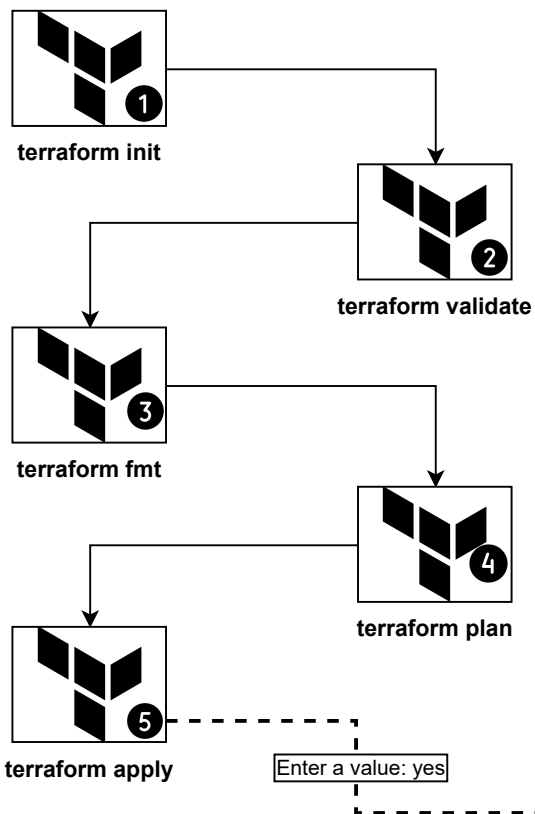 1
terraform init
2
terraform validate
3
terraform fmt
4
terraform plan
5
terraform apply
Enter a value: yes